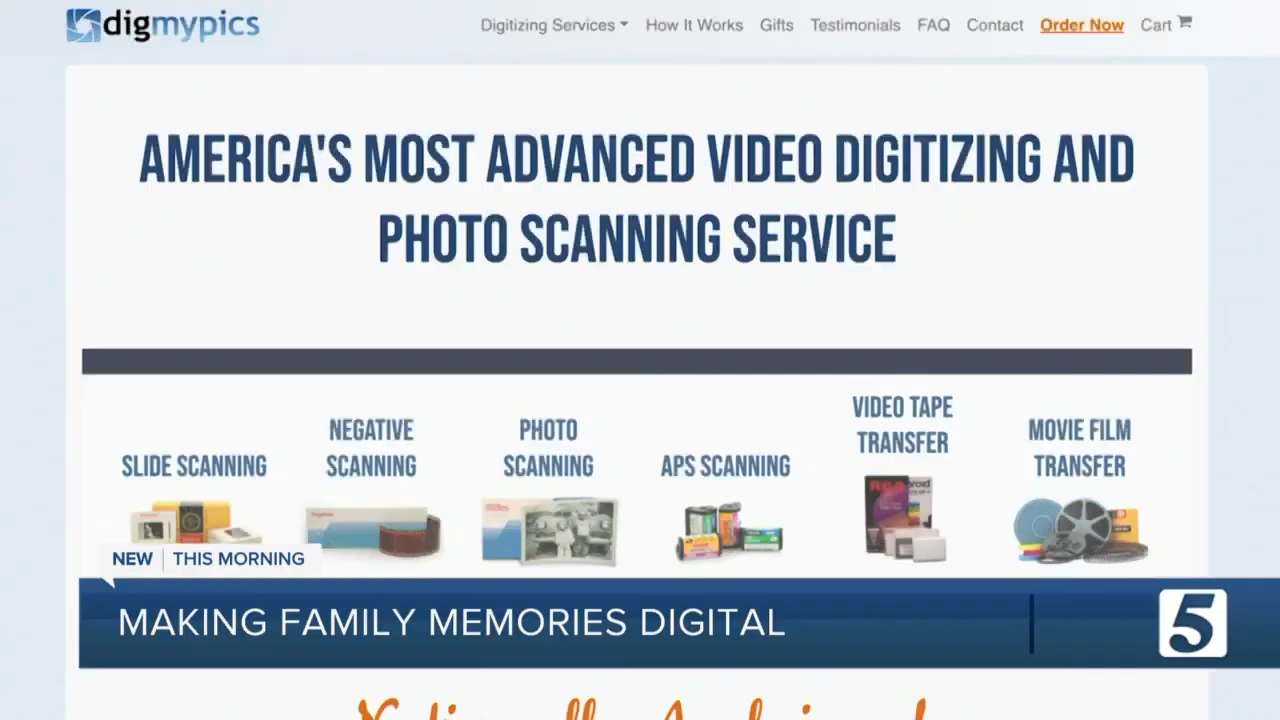 digmypics
Digitizing Services How It Works Gifts Testimonials FAQ Contact Order Now Cart
AMERICA'S MOST ADVANCED VIDEO DIGITIZING AND
PHOTO SCANNING SERVICE
SLIDE SCANNING
NEGATIVE
SCANNING
PHOTO
SCANNING
APS SCANNING
VIDEO TAPE
TRANSFER
MOVIE FILM
TRANSFER
NEW THIS MORNING
MAKING FAMILY MEMORIES DIGITAL
5